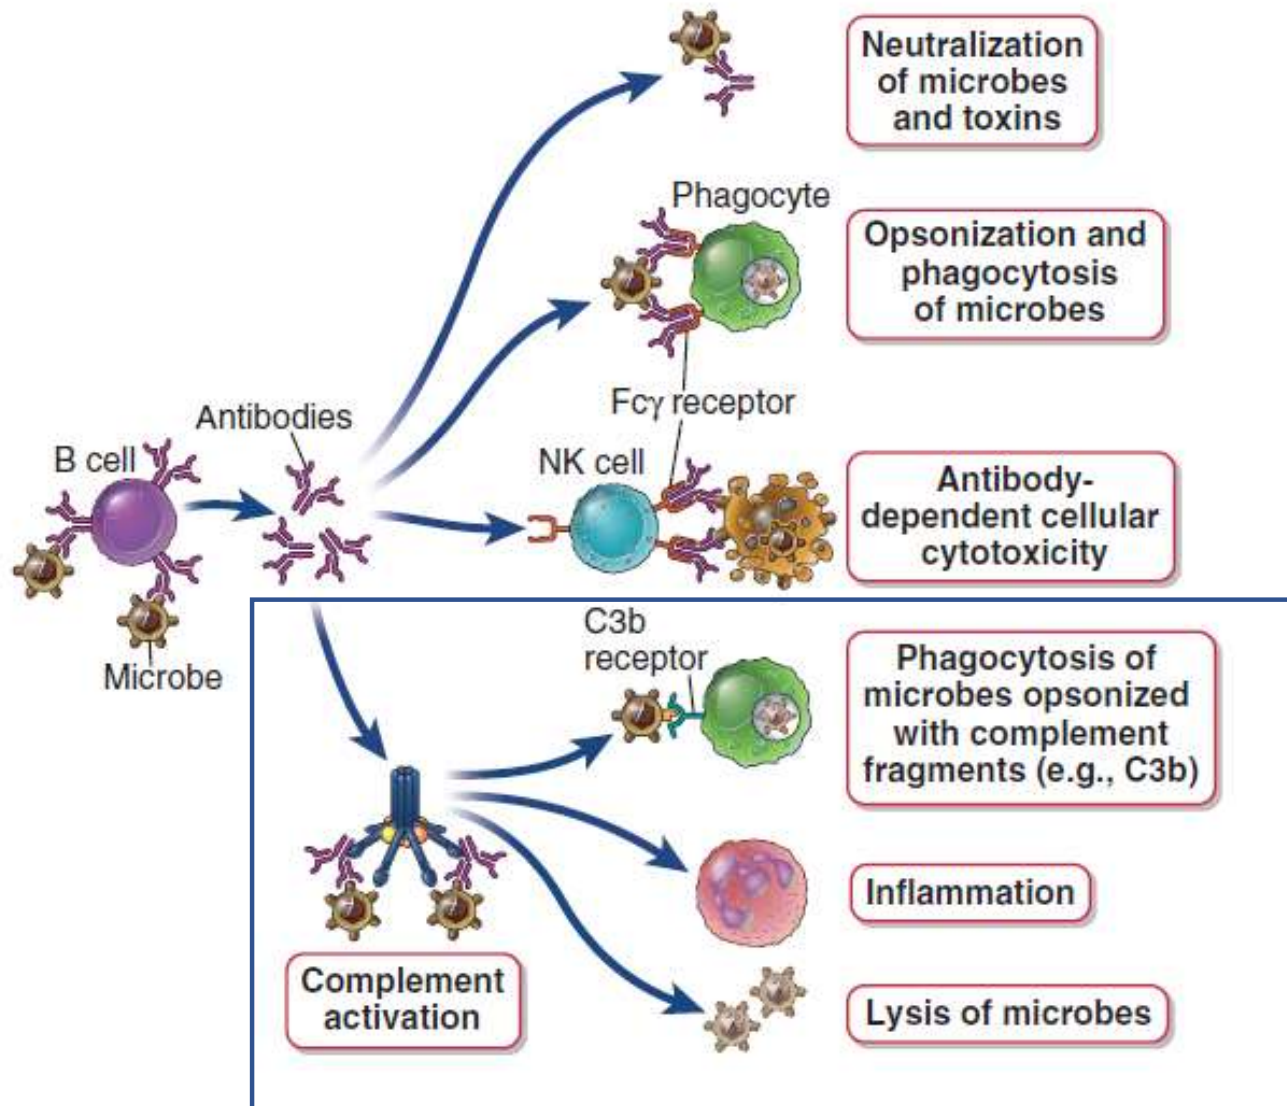 Neutralization
of microbes
and toxins
Phagocyte
Opsonization and
phagocytosis
of microbes
Fcγ receptor
Antibodies
B cell
NK cell
Antibody-
dependent cellular
cytotoxicity
Microbe
C3b
receptor
Phagocytosis of
microbes opsonized
with complement
fragments (e.g., C3b)
Inflammation
Complement
activation
Lysis of microbes